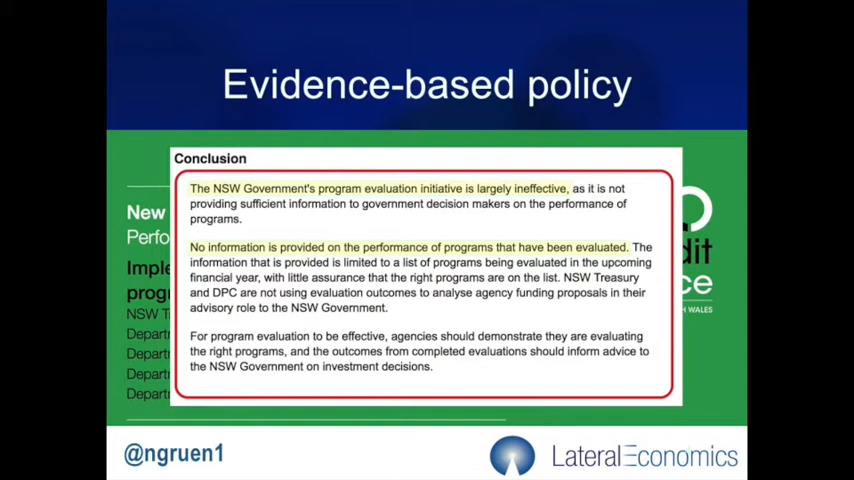 Evidence-based policy
Conclusion
The NSW Government's program evaluation initiative is largely ineffective, as it is not
providing sufficient information to government decision makers on the performance of
programs.
No information is provided on the performance of programs that have been evaluated. The
information that is provided is limited to a list of programs being evaluated in the upcoming
financial year, with little assurance that the right programs are on the list. NSW Treasury
and DPC are not using evaluation outcomes to analyse agency funding proposals in their
advisory role to the NSW Government.
For program evaluation to be effective, agencies should demonstrate they are evaluating
the right programs, and the outcomes from completed evaluations should inform advice to
the NSW Government on investment decisions.
New
Perfo
Imple
progr
NSW T
Depart
Depart
Depart
Depart
dit
ce
H WALES
@ngruen1
LateralEconomics